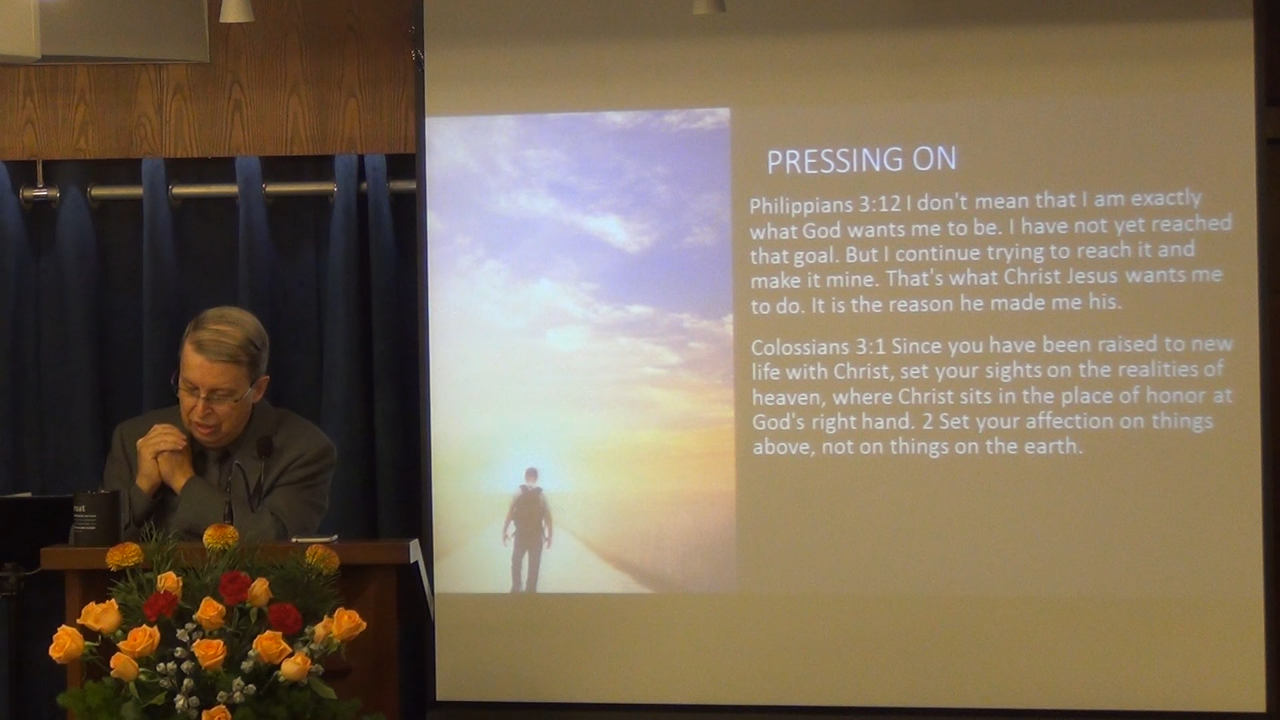 PRESSING ON
Philippians 3:12 I don't mean that I am exactly
what God wants me to be. I have not yet reached
that goal. But I continue trying to reach it and
make it mine. That's what Christ Jesus wants me
to do. It is the reason he made me his.
Colossians 3:1 Since you have been raised to new
life with Christ, set your sights on the realities of
heaven, where Christ sits in the place of honor at
God's right hand. 2 Set your affection on things
above, not on things on the earth.